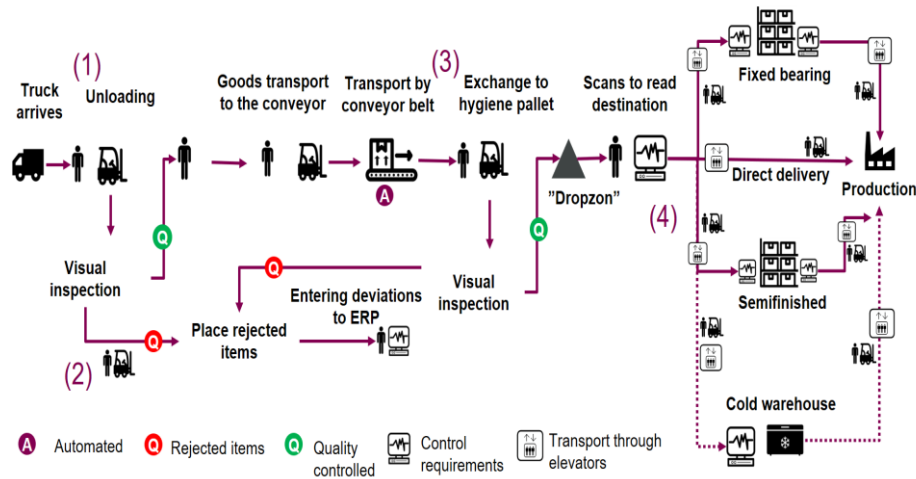 (1)
(3)
Truck
arrives
Unloading
Goods transport
to the conveyor
Transport by
conveyor belt
Exchange to
hygiene pallet
Scans to read
destination
Fixed bearing
A
"Dropzon"
(4)
Direct delivery
Production
Q
Q
Q
Visual
inspection
Visual
inspection
Entering deviations
to ERP
Place rejected
items
Q
(2)
Semifinished
Cold warehouse
A Automated
Q Rejected items
Q Quality
controlled
Control
requirements
Transport through
elevators